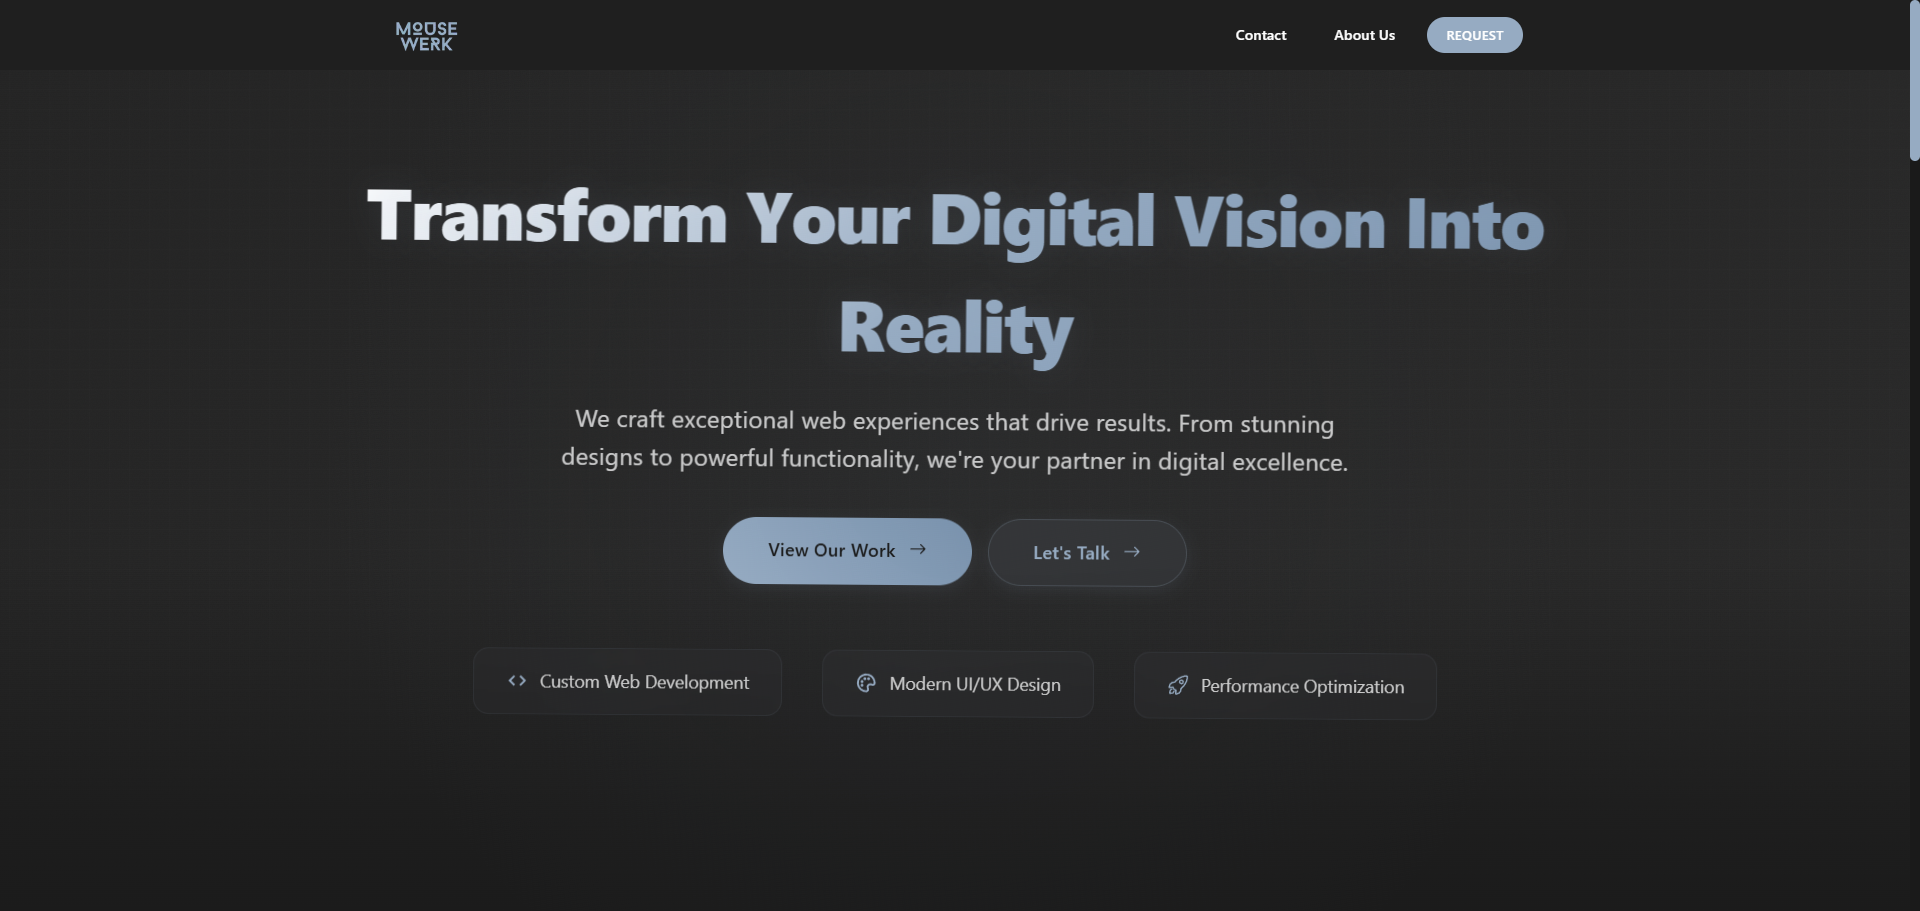 MOUSE
WERK
Contact
About Us
REQUEST
Transform Your Digital Vision Into
Reality
We craft exceptional web experiences that drive results. From stunning
designs to powerful functionality, we're your partner in digital excellence.
View Our Work
Let's Talk
Custom Web Development
Modern UI/UX Design
Performance Optimization